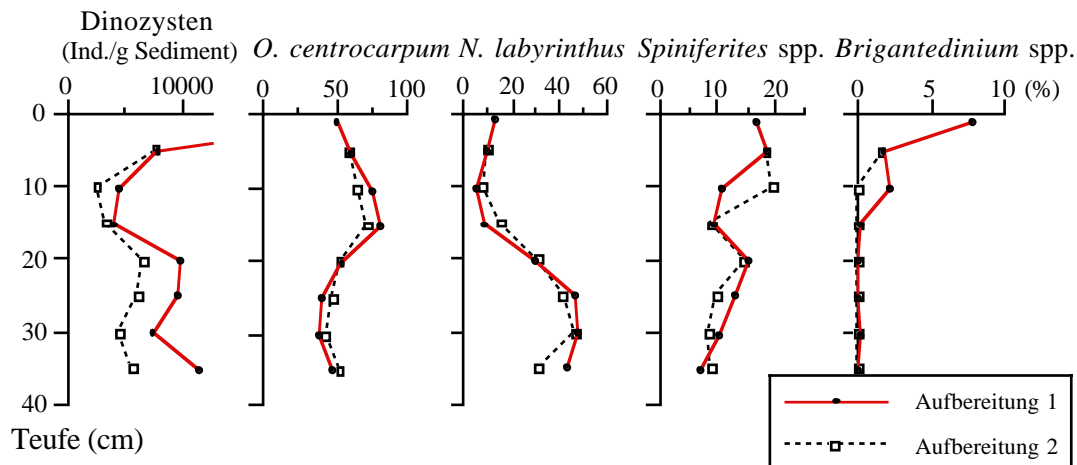 Dinozysten
(Ind./g Sediment) O. centrocarpum N. labyrinthus Spiniferites spp. Brigantedinium spp.
0 10000 0 50 100 0 20 40 60 0 10 20 0 5 10 (%)
0
10
20
30
40
Teufe (cm)
Aufbereitung 1
Aufbereitung 2